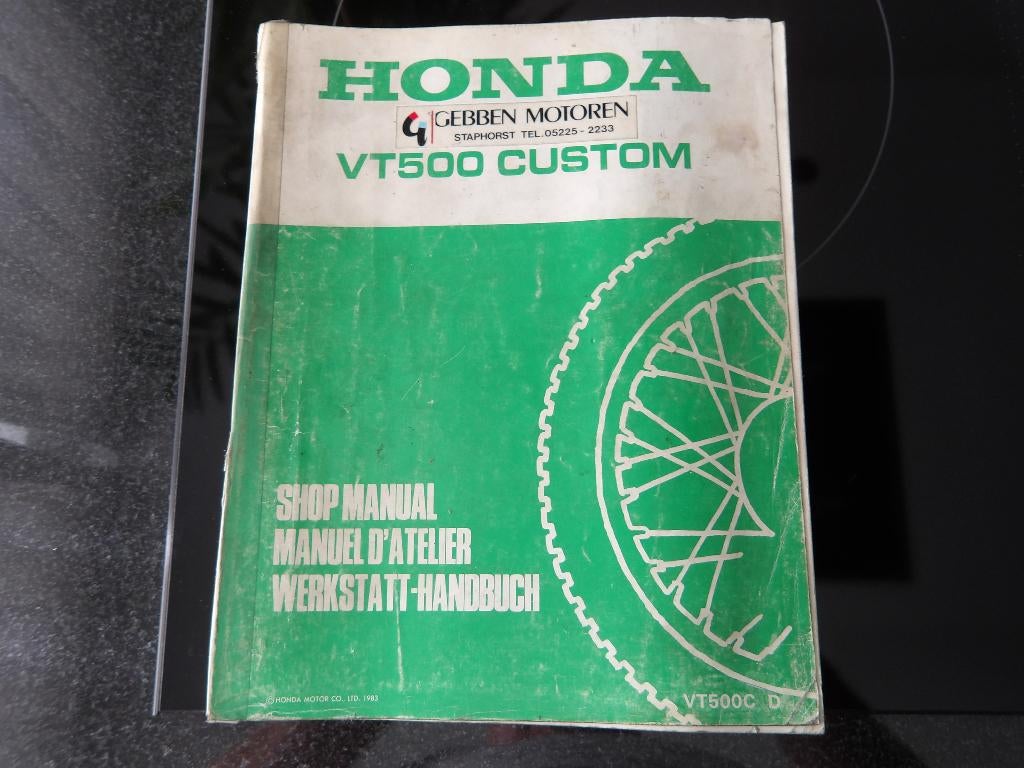 HONDA
GEBBEN MOTOREN
STAPHORST TEL.05225-2233
VT500 CUSTOM
SHOP MANUAL
MANUEL D'ATELIER
WERKSTATT-HANDBUCH
© HONDA MOTOR CO., LTD. 1983
VT500C D